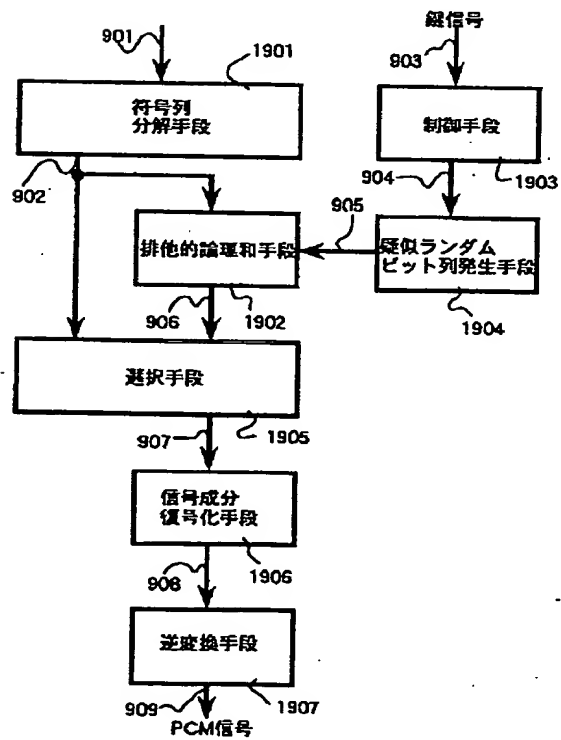 901
1901
鍵信号
903
符号列
分解手段
制御手段
902
904
1903
905
排他的論理和手段
疑似ランダム
ビット列発生手段
906
1902
1904
選択手段
907
1905
信号成分
復号化手段
908
1906
逆変換手段
909
1907
PCM信号